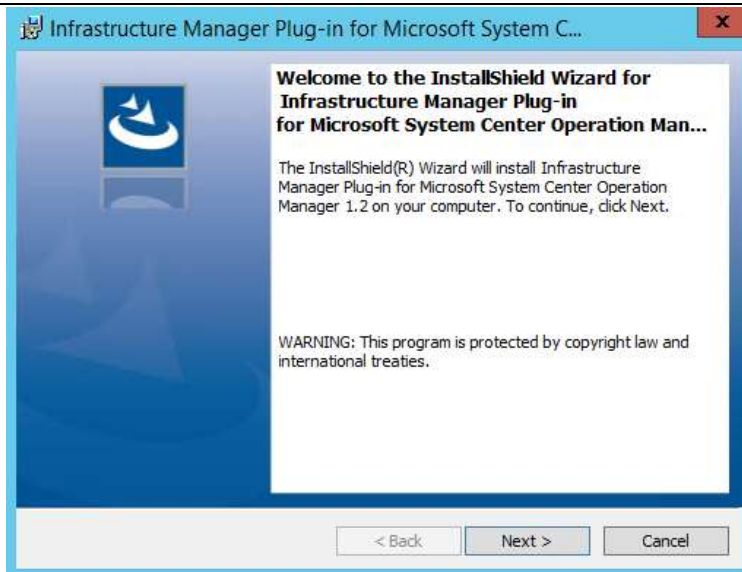 Infrastructure Manager Plug-in for Microsoft System C...
x
Welcome to the InstallShield Wizard for
Infrastructure Manager Plug-in
for Microsoft System Center Operation Man...
The InstallShield(R) Wizard will install Infrastructure
Manager Plug-in for Microsoft System Center Operation
Manager 1.2 on your computer. To continue, click Next.
WARNING: This program is protected by copyright law and
international treaties.
< Back
Next >
Cancel